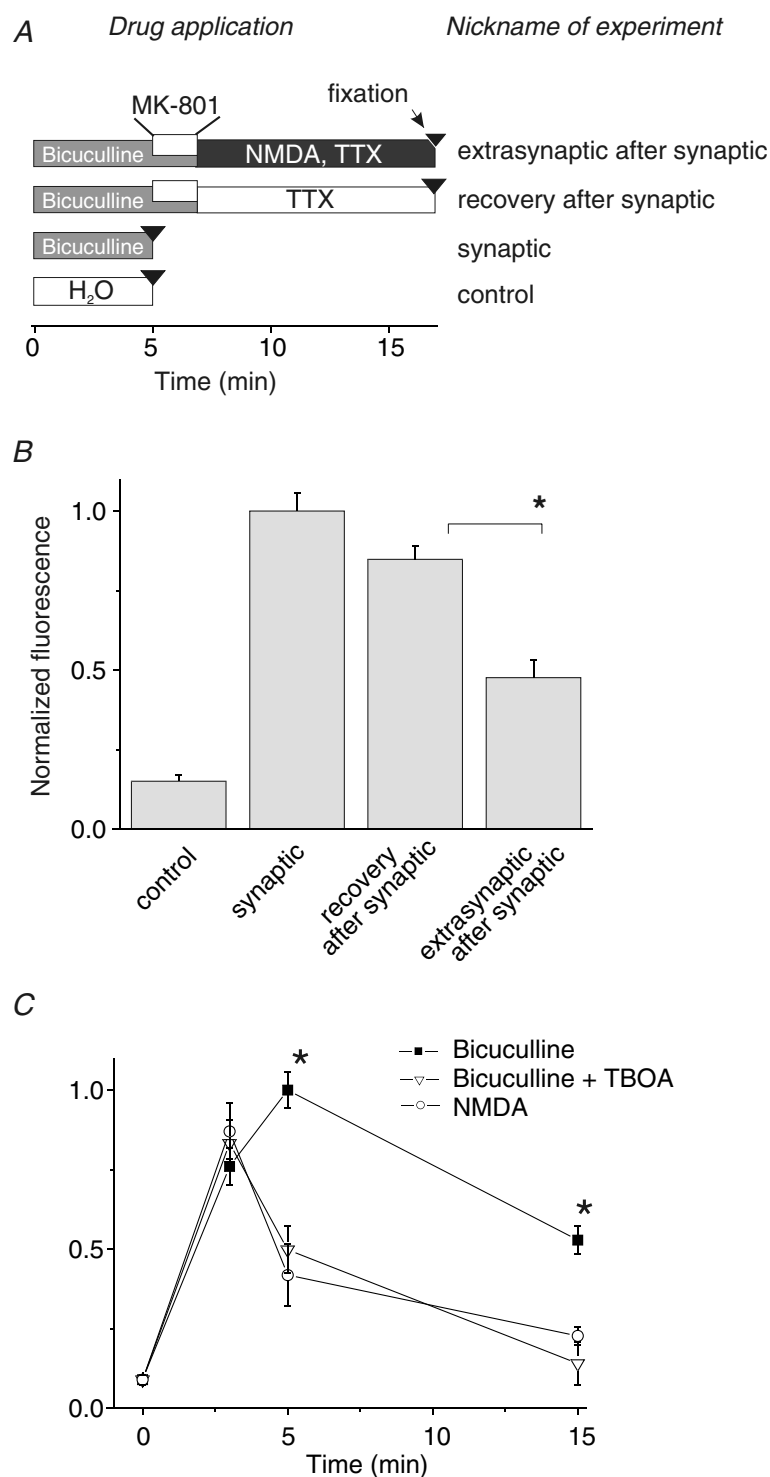 A Drug application Nickname of experiment
fixation
MK-801
Bicuculline NMDA, TTX extrasynaptic after synaptic
Bicuculline TTX recovery after synaptic
Bicuculline synaptic
H₂O control
0 5 10 15
Time (min)
B
Normalized fluorescence
1.0
*
0.5
0.0
control
synaptic
recovery
after synaptic
extrasynaptic
after synaptic
C
Bicuculline
Bicuculline + TBOA
NMDA
1.0
*
*
0.5
0.0
0 5 10 15
Time (min)